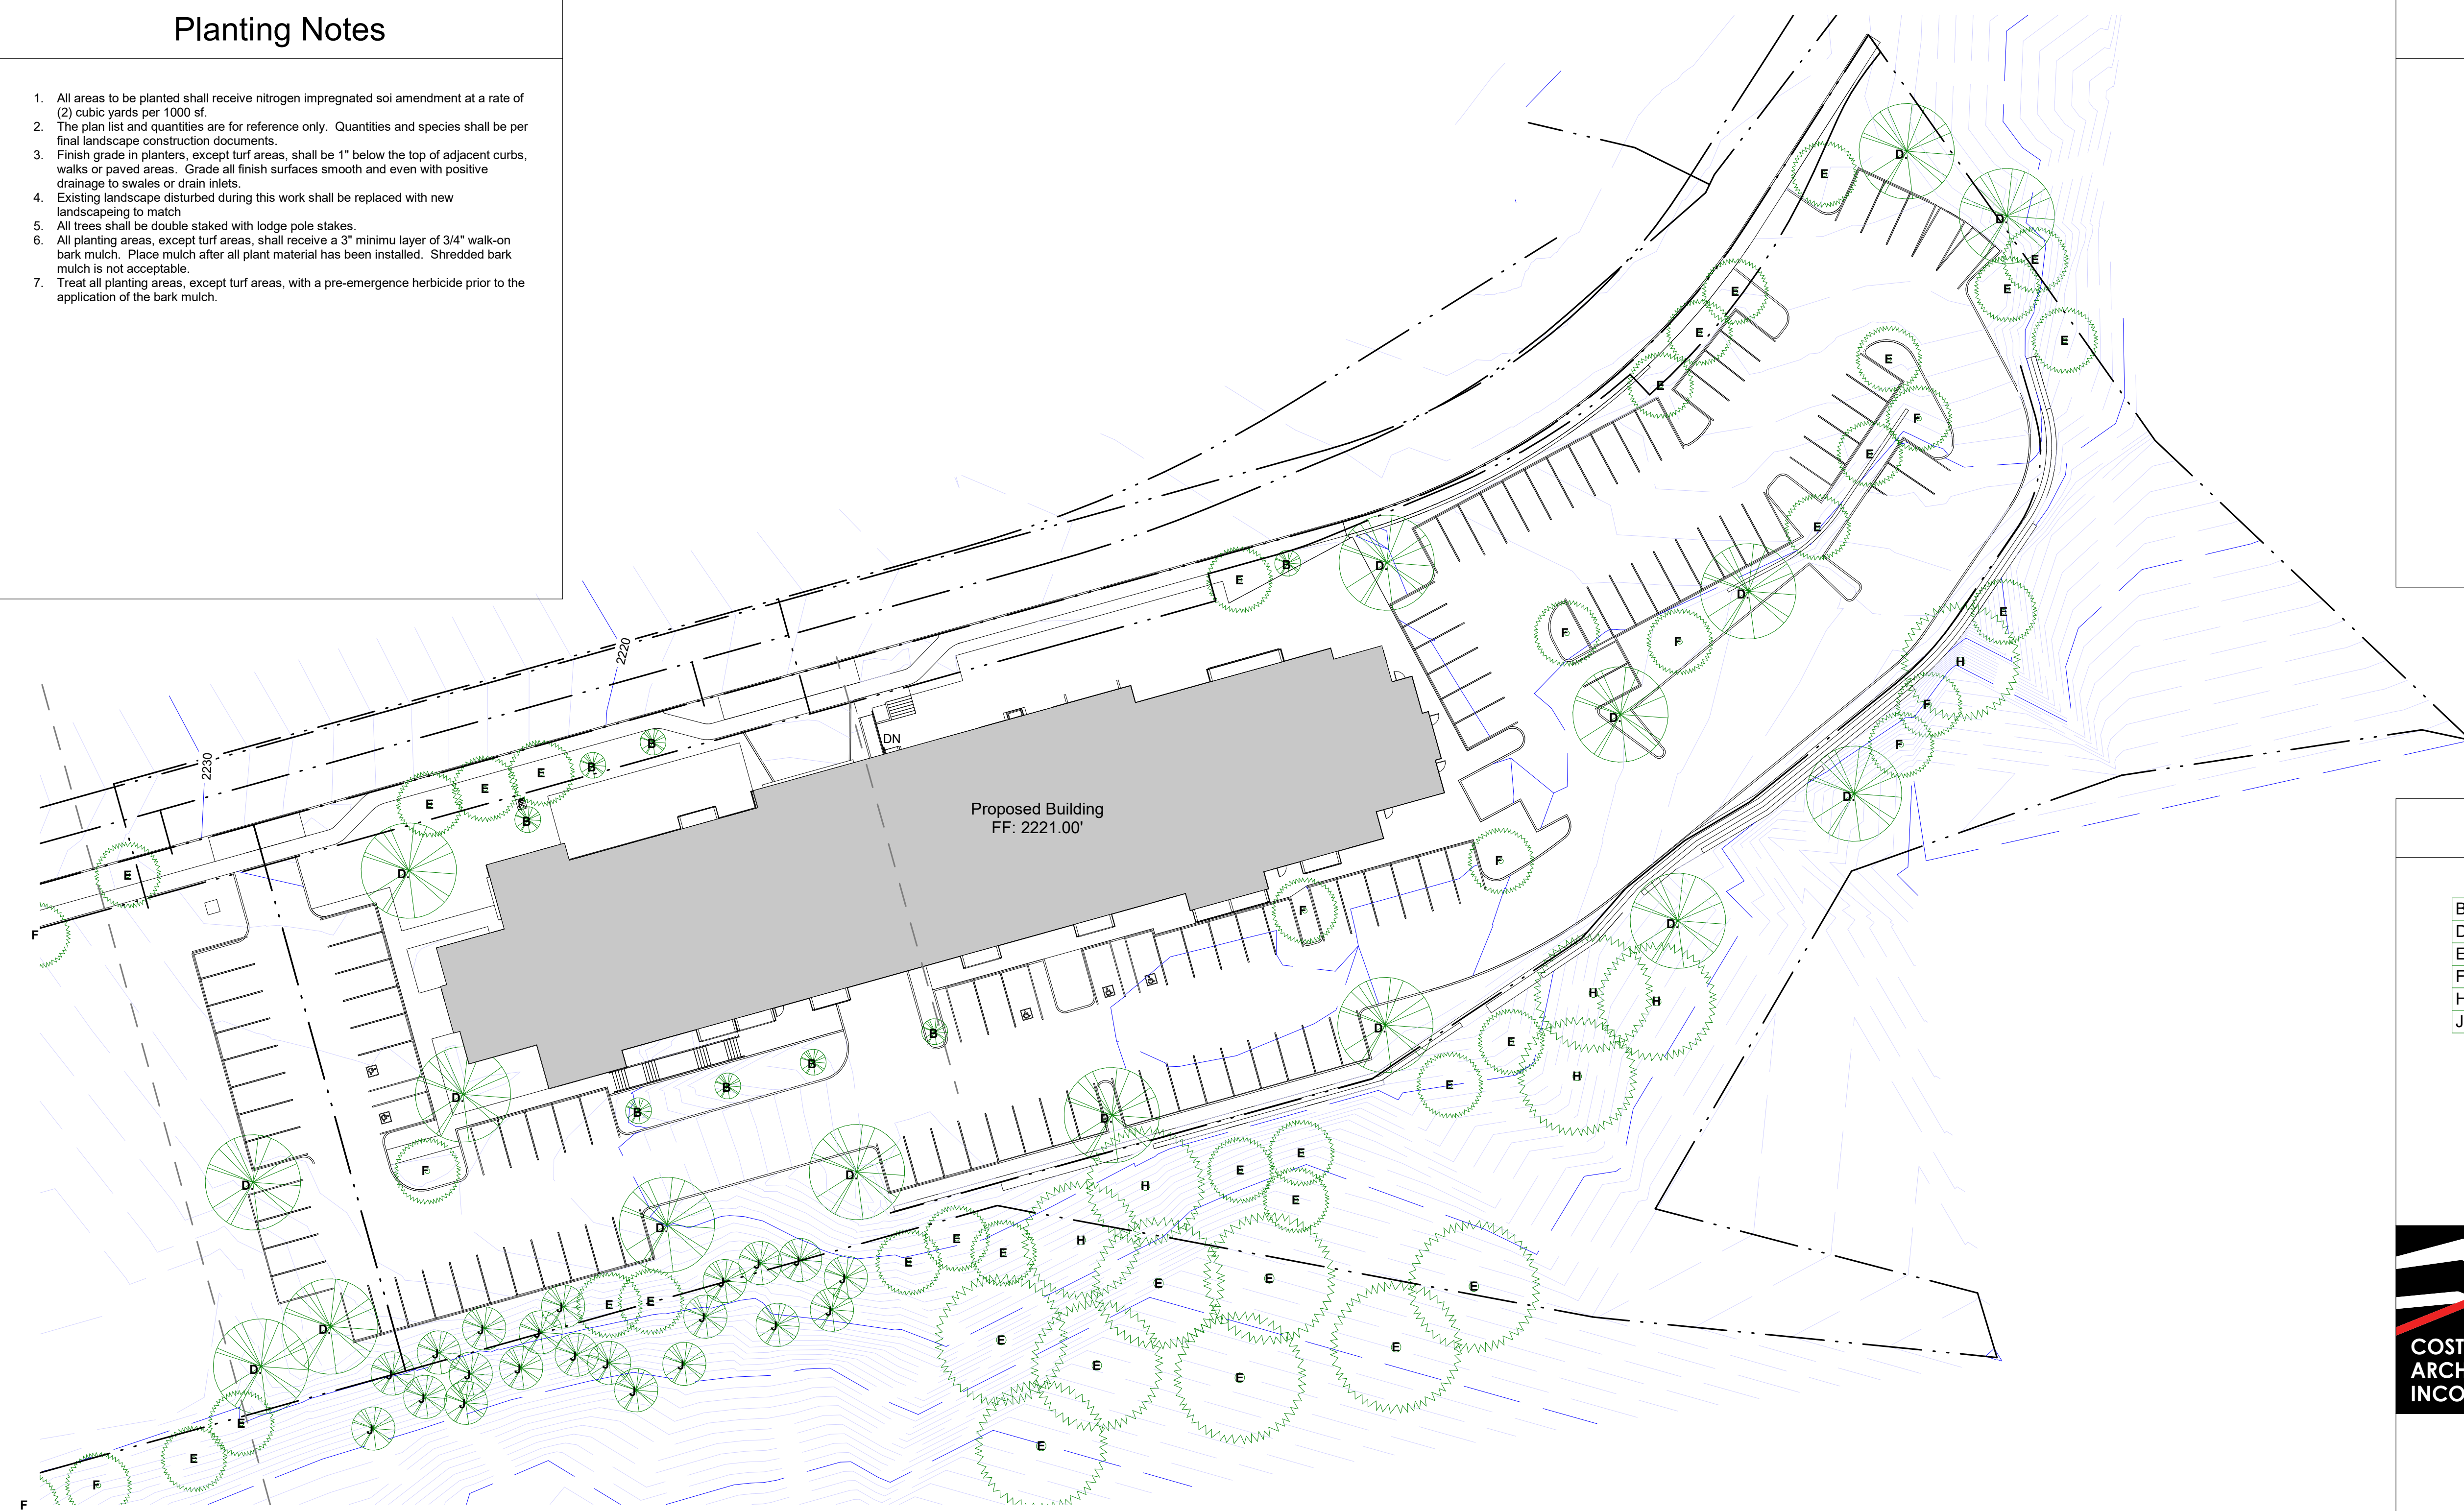 Planting Notes
1. All areas to be planted shall receive nitrogen impregnated soi amendment at a rate of
(2) cubic yards per 1000 sf.
2. The plan list and quantities are for reference only. Quantities and species shall be per
final landscape construction documents.
3. Finish grade in planters, except turf areas, shall be 1" below the top of adjacent curbs,
walks or paved areas. Grade all finish surfaces smooth and even with positive
drainage to swales or drain inlets.
4. Existing landscape disturbed during this work shall be replaced with new
landscapeing to match
5. All trees shall be double staked with lodge pole stakes.
6. All planting areas, except turf areas, shall receive a 3" minimu layer of 3/4" walk-on
bark mulch. Place mulch after all plant material has been installed. Shredded bark
mulch is not acceptable.
7. Treat all planting areas, except turf areas, with a pre-emergence herbicide prior to the
application of the bark mulch.
D.
E
D.
E
E
E
E
E
E
E
F
E
E
E
B
D.
D.
E
F
F
H
2220
F
D.
B
DN
F
2230
B
E
E
E
D.
B
Proposed Building
FF: 2221.00'
E
D.
F
F
F
D.
H
H
D.
B
E
B
B
B
D.
H
E
D.
F
D.
D.
D.
E
E
E
H
E
H
E
E
J
J
J
J
E
E
E
E
J
E
E
J
J
J
J
J
D.
D.
E
E
E
J
J
J
J
J
J
J
E
E
J
J
J
J
E
E
E
F
F
B
D
E
F
H
J
COST
ARCH
INCO